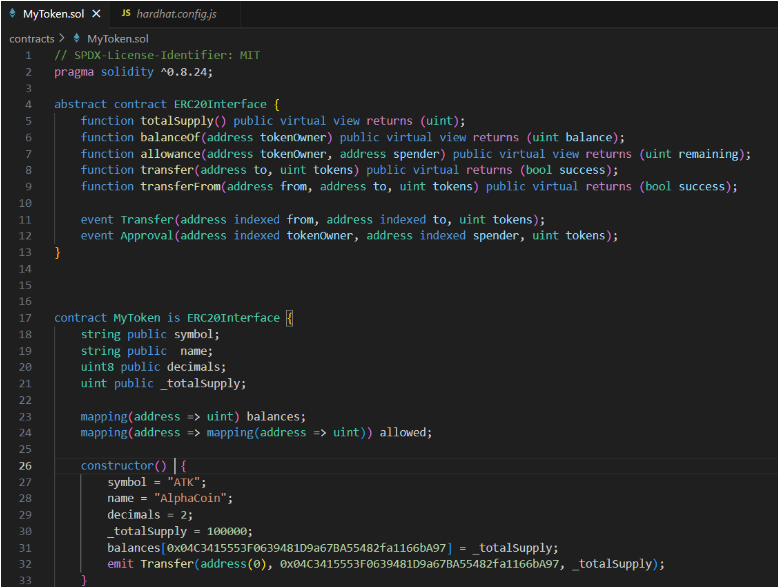 MyToken.sol
JS hardhat.config.js
contracts > MyToken.sol
1 // SPDX-License-Identifier: MIT
2 pragma solidity ^0.8.24;
3
4 abstract contract ERC20Interface {
5 function totalSupply() public virtual view returns (uint);
6 function balanceOf(address tokenOwner) public virtual view returns (uint balance);
7 function allowance(address tokenOwner, address spender) public virtual view returns (uint remaining);
8 function transfer(address to, uint tokens) public virtual returns (bool success);
9 function transferFrom(address from, address to, uint tokens) public virtual returns (bool success);
10
11 event Transfer(address indexed from, address indexed to, uint tokens);
12 event Approval(address indexed tokenOwner, address indexed spender, uint tokens);
13 }
14
15
16
17 contract MyToken is ERC20Interface {
18 string public symbol;
19 string public  name;
20 uint8 public decimals;
21 uint public _totalSupply;
22
23 mapping(address => uint) balances;
24 mapping(address => mapping(address => uint)) allowed;
25
26 constructor() {
27 symbol = "ATK";
28 name = "AlphaCoin";
29 decimals = 2;
30 _totalSupply = 100000;
31 balances[0x04C3415553F0639481D9a67BA55482fa1166bA97] = _totalSupply;
32 emit Transfer(address(0), 0x04C3415553F0639481D9a67BA55482fa1166bA97, _totalSupply);
33 }